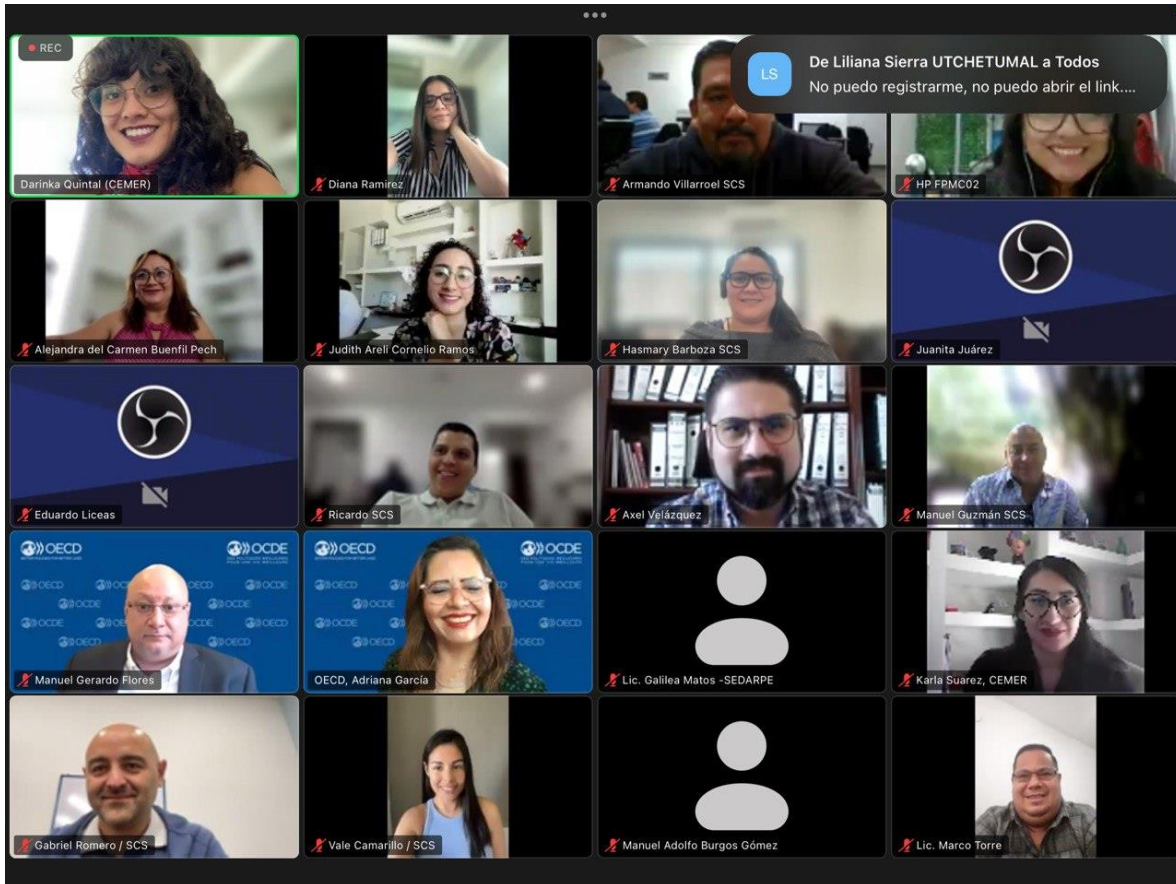 REC
De Liliana Sierra UTCHETUMAL a Todos
LS
No puedo registrarme, no puedo abrir el link....
Darinka Quintal (CEMER)
Diana Ramirez
Armando Villarroel SCS
HP FPMC02
Alejandra del Carmen Buenfil Pech
Judith Areli Cornelio Ramos
Hasmary Barboza SCS
Juanita Juárez
Eduardo Liceas
Ricardo SCS
Axel Velázquez
Manuel Guzmán SCS
OECD
OCDE
OECD
OCDE
Manuel Gerardo Flores
OECD, Adriana García
Lic. Galilea Matos -SEDARPE
Karla Suarez, CEMER
Gabriel Romero / SCS
Vale Camarillo / SCS
Manuel Adolfo Burgos Gómez
Lic. Marco Torre